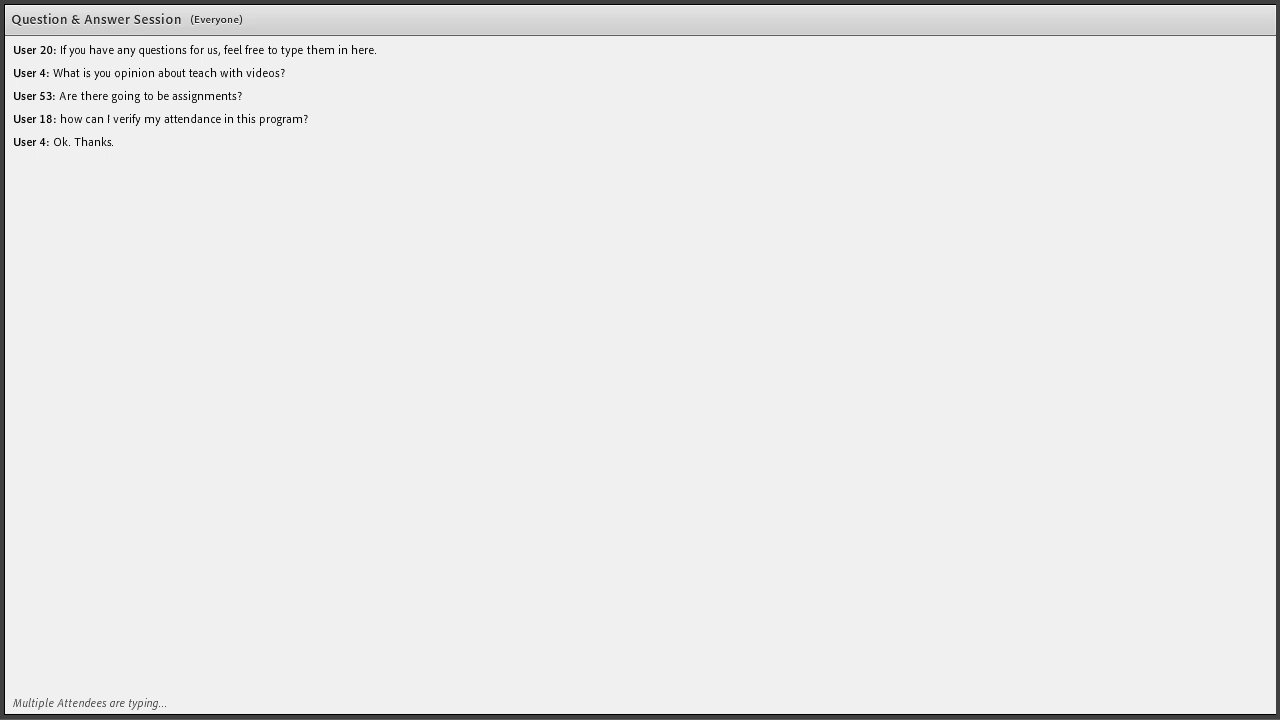 Question & Answer Session (Everyone)
User 20: If you have any questions for us, feel free to type them in here.
User 4: What is you opinion about teach with videos?
User 53: Are there going to be assignments?
User 18: how can I verify my attendance in this program?
User 4: Ok. Thanks.
Multiple Attendees are typing...